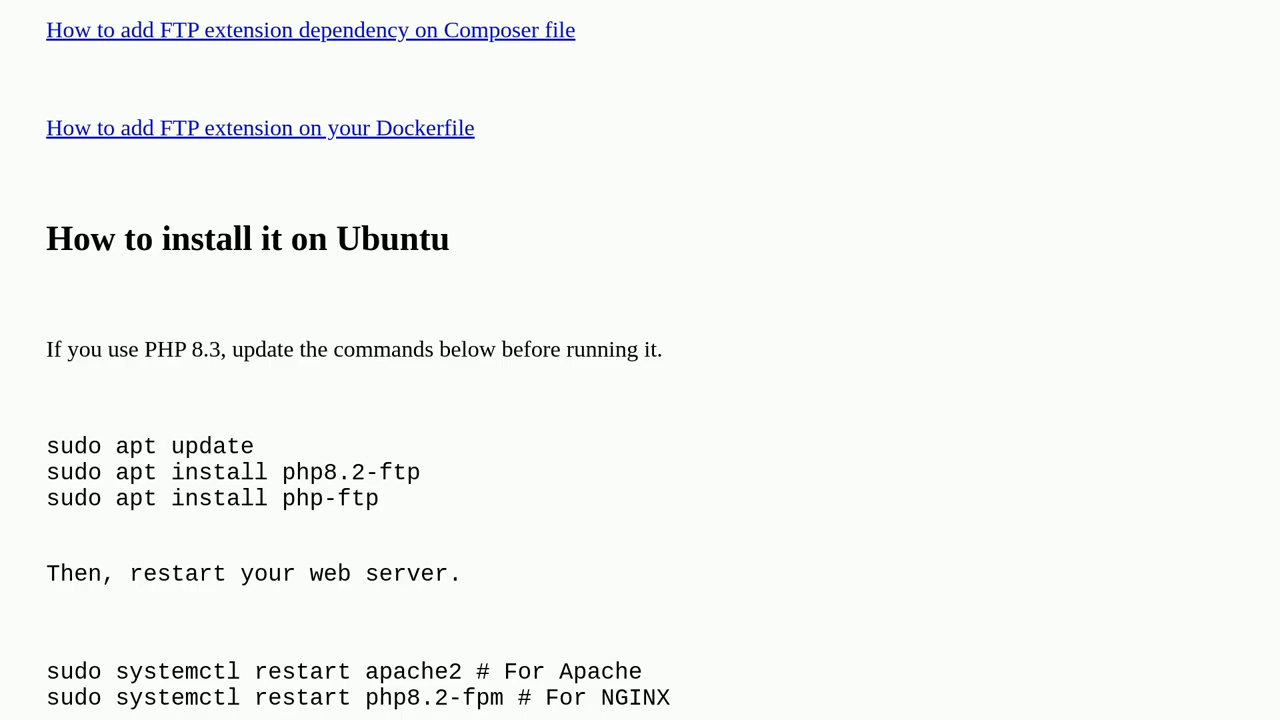 How to add FTP extension dependency on Composer file
How to add FTP extension on your Dockerfile
How to install it on Ubuntu
If you use PHP 8.3, update the commands below before running it.
sudo apt update
sudo apt install php8.2-ftp
sudo apt install php-ftp
Then, restart your web server.
sudo systemctl restart apache2 # For Apache
sudo systemctl restart php8.2-fpm # For NGINX